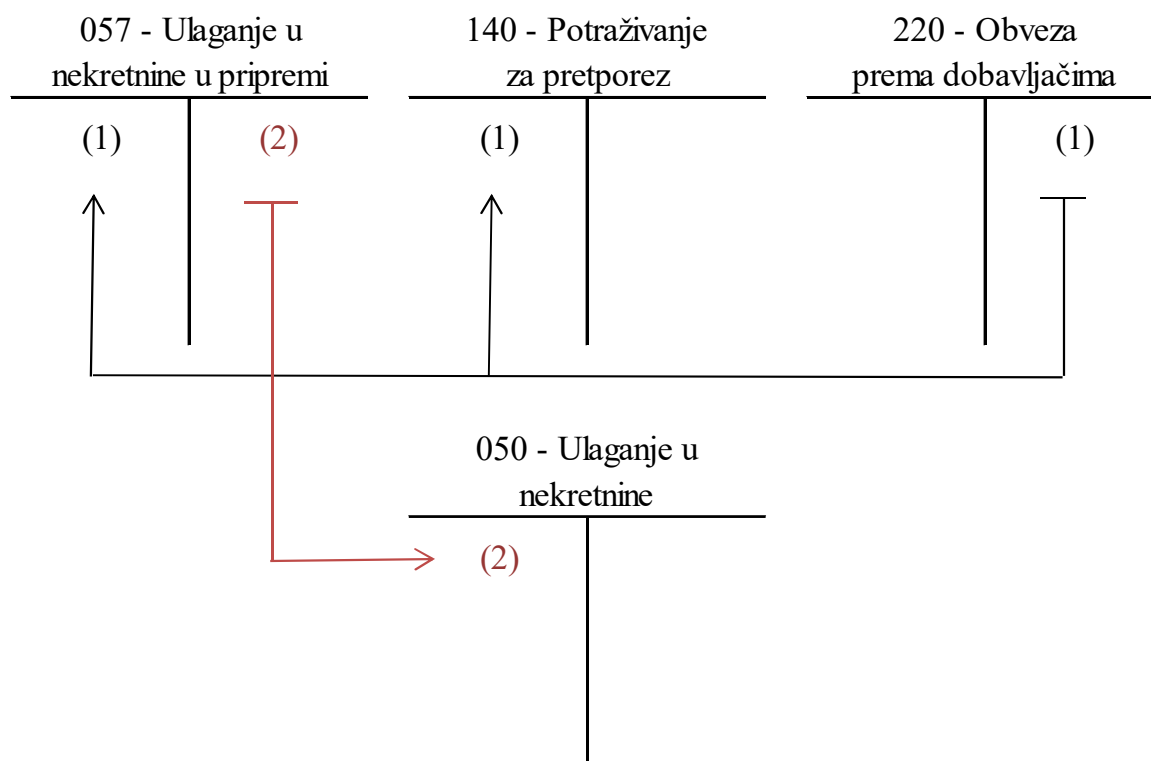 057 - Ulaganje u
nekretnine u pripremi
140 - Potraživanje
za pretporez
220 - Obveza
prema dobavljačima
(1)
(2)
(1)
(1)
050 - Ulaganje u
nekretnine
(2)